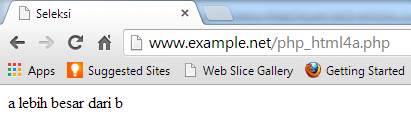 Seleksi
www.example.net/php_html4a.php
Apps Suggested Sites Web Slice Gallery Getting Started
a lebih besar dari b